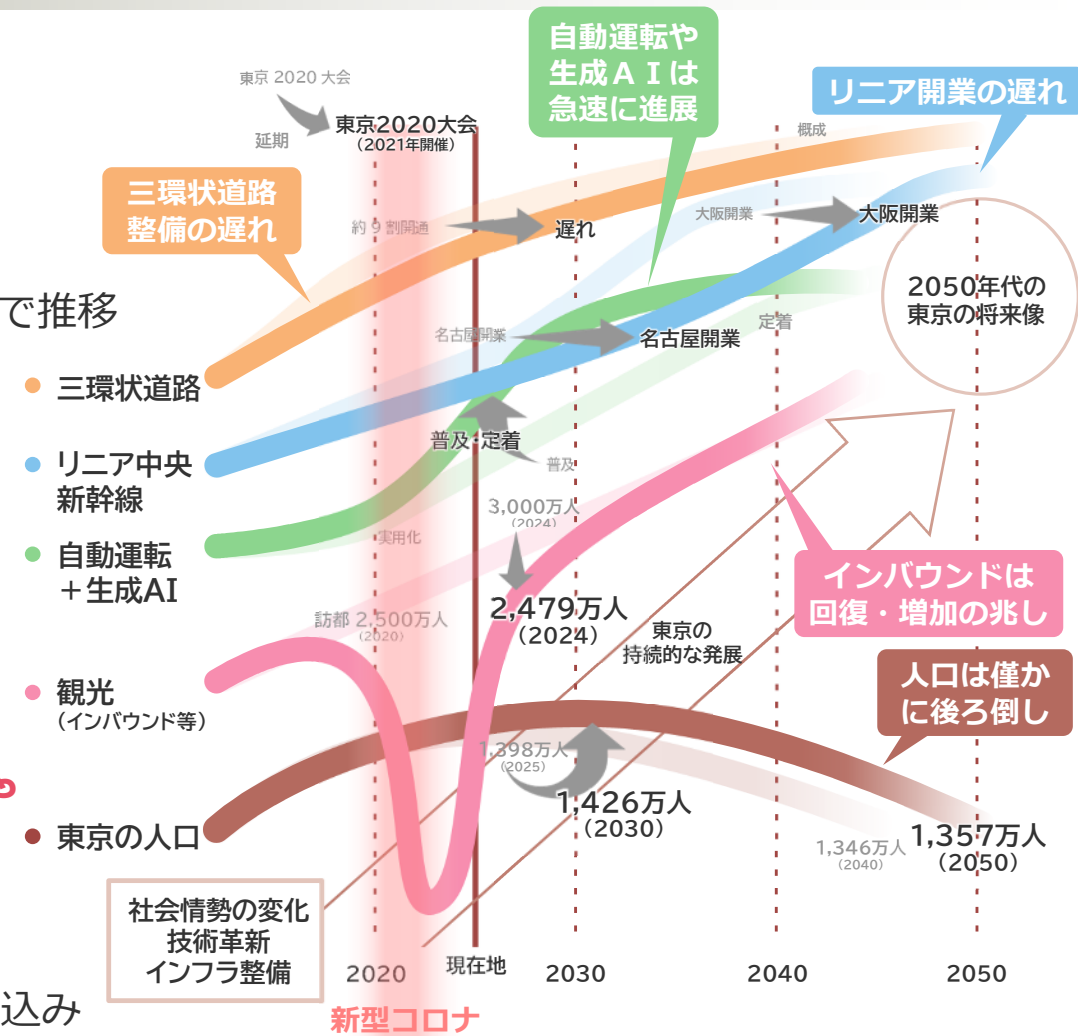 東京 2020 大会
延期
東京2020大会
（2021年開催）
自動運転や
生成ＡＩは
急速に進展
リニア開業の遅れ
概成
三環状道路
整備の遅れ
約９割開通
遅れ
大阪開業
大阪開業
2050年代の
東京の将来像
で推移
名古屋開業
名古屋開業
定着
三環状道路
普及・定着
普及
リニア中央
新幹線
3,000万人
（2024）
実用化
自動運転
＋生成AI
インバウンドは
回復・増加の兆し
訪都 2,500万人
（2020）
2,479万人
（2024）
東京の
持続的な発展
観光
（インバウンド等）
人口は僅か
に後ろ倒し
1,398万人
（2025）
1,426万人
（2030）
東京の人口
1,346万人
（2040）
1,357万人
（2050）
社会情勢の変化
技術革新
インフラ整備
2020
現在地
2030
2040
2050
新型コロナ
込み